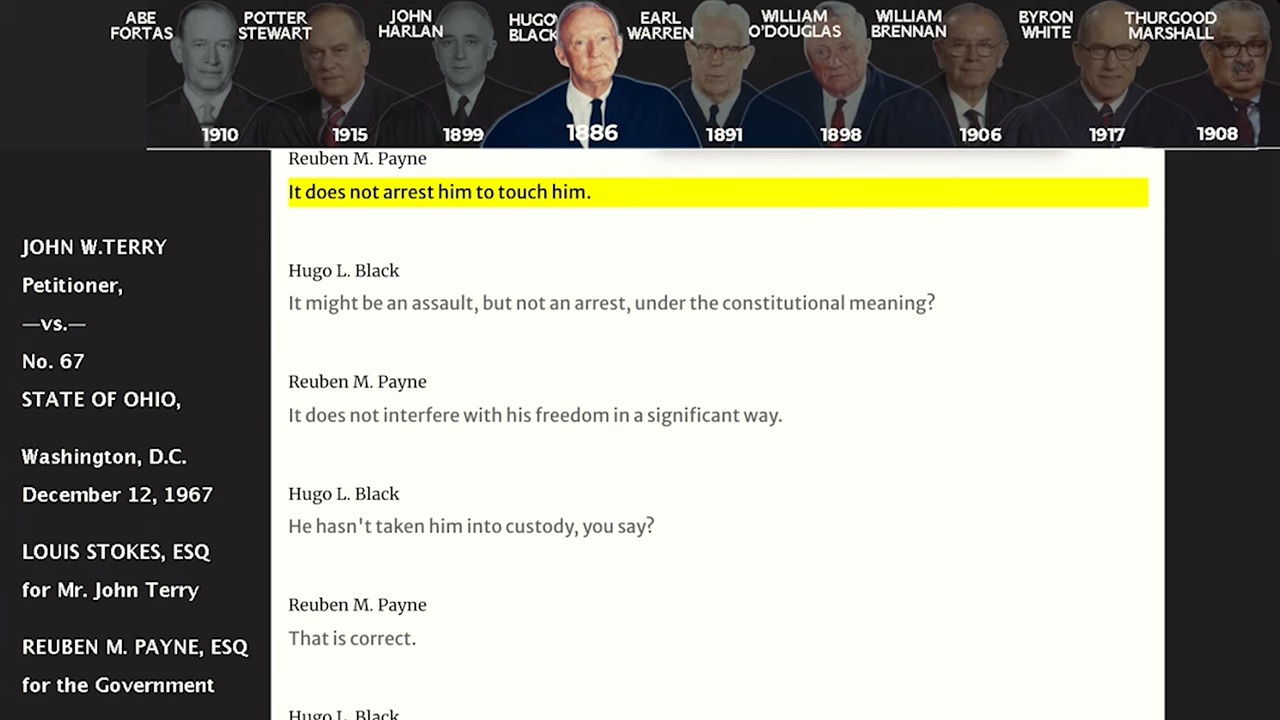 ABE
FORTAS
POTTER
STEWART
JOHN
HARLAN
HUGO
BLACK
EARL
WARREN
WILLIAM
O'DOUGLAS
WILLIAM
BRENNAN
BYRON
WHITE
THURGOOD
MARSHALL
1910
1915
1899
1886
1891
1898
1906
1917
1908
JOHN W.TERRY
Petitioner,
—vs.—
No. 67
STATE OF OHIO,
Washington, D.C.
December 12, 1967
LOUIS STOKES, ESQ
for Mr. John Terry
REUBEN M. PAYNE, ESQ
for the Government
Reuben M. Payne
It does not arrest him to touch him.
Hugo L. Black
It might be an assault, but not an arrest, under the constitutional meaning?
Reuben M. Payne
It does not interfere with his freedom in a significant way.
Hugo L. Black
He hasn't taken him into custody, you say?
Reuben M. Payne
That is correct.
Hugo L. Black